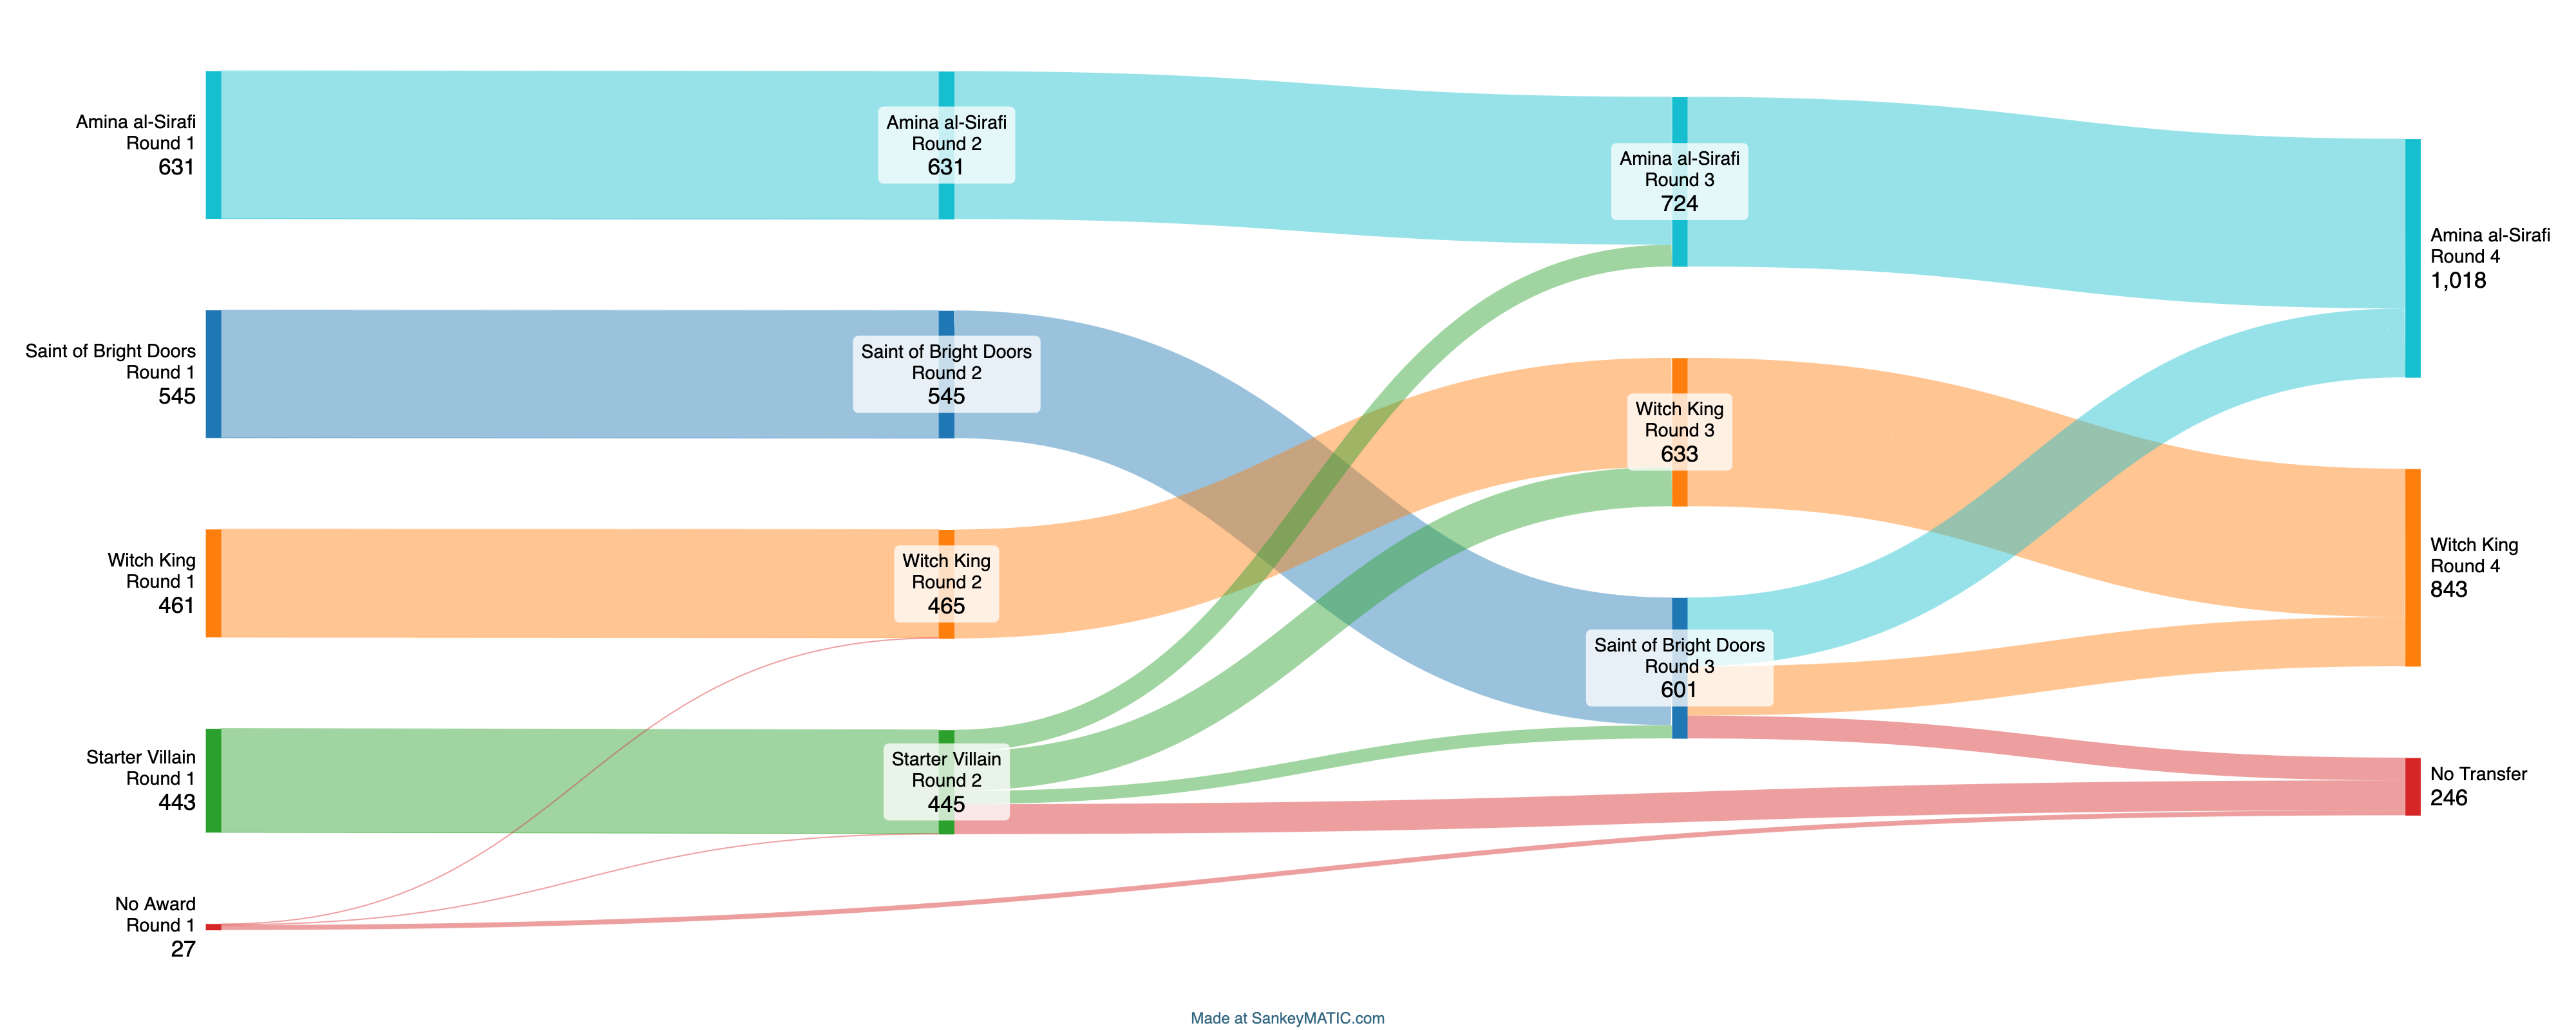 Amina al-Sirafi
Round 1
631
Saint of Bright Doors
Round 1
545
Witch King
Round 1
461
Starter Villain
Round 1
443
No Award
Round 1
27
Amina al-Sirafi
Round 2
631
Saint of Bright Doors
Round 2
545
Witch King
Round 2
465
Starter Villain
Round 2
445
Amina al-Sirafi
Round 3
724
Witch King
Round 3
633
Saint of Bright Doors
Round 3
601
Amina al-Sirafi
Round 4
1,018
Witch King
Round 4
843
No Transfer
246
Made at SankeyMATIC.com